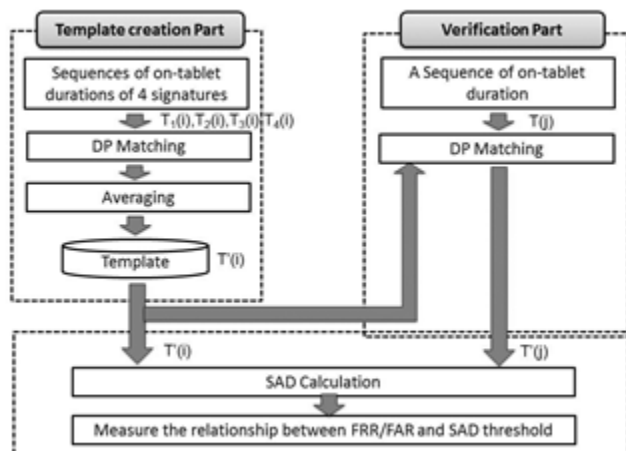 Template creation Part
Sequences of on-tablet
durations of 4 signatures
T₁(i),T₂(i),T₃(i),T₄(i)
DP Matching
Averaging
Template
T'(i)
Verification Part
A Sequence of on-tablet
duration
T(j)
DP Matching
T'(i)
T'(j)
SAD Calculation
Measure the relationship between FRR/FAR and SAD threshold